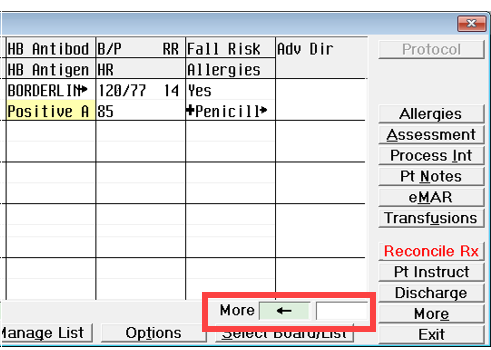 HB Antibod B/P RR Fall Risk Adv Dir
HB Antigen HR Allergies
BORDERLIN 120/77 14 Yes
Positive A 85 +Penicill
Protocol
Allergies
Assessment
Process Int
Pt Notes
eMAR
Transfusions
Reconcile Rx
Pt Instruct
Discharge
More
Exit
More ←
Manage List Options Select Board/List